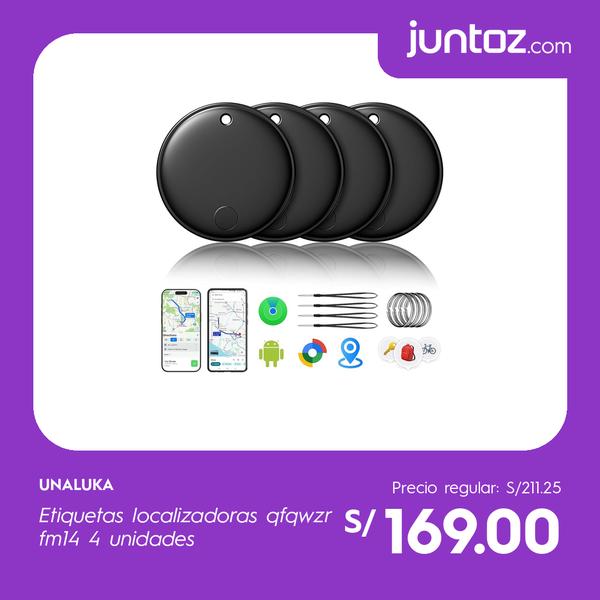 juntoz.com
UNALUKA
Etiquetas localizadoras qfqwzr
fm14 4 unidades
Precio regular: S/211.25
S/169.00